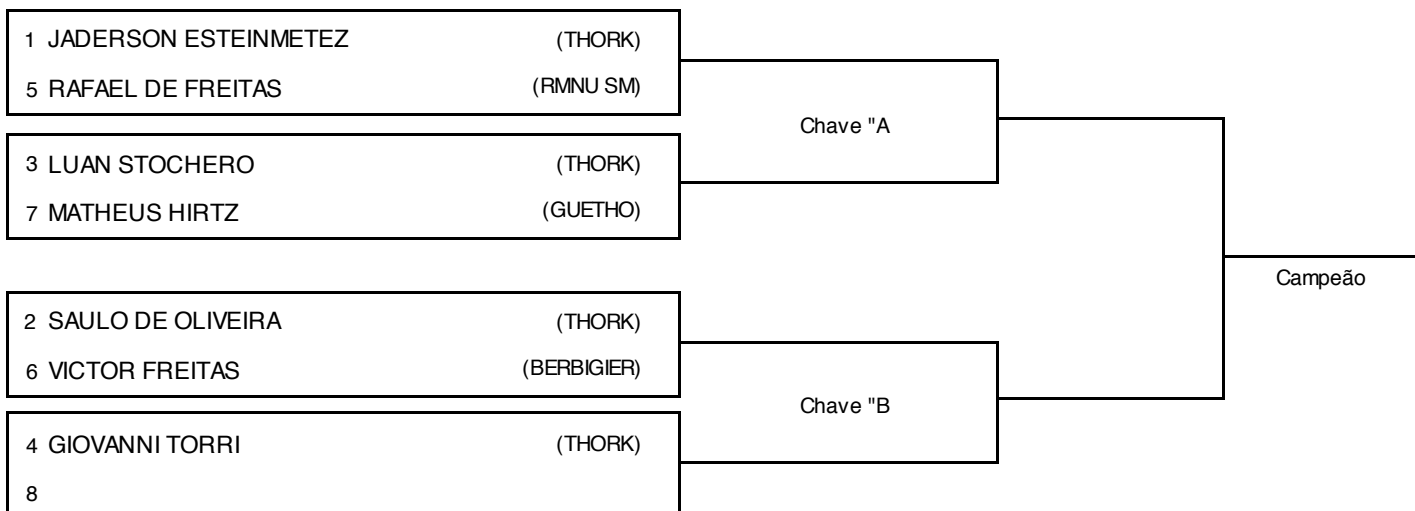 1 JADERSON ESTEINMETEZ (THORK)
5 RAFAEL DE FREITAS (RMNU SM)
Chave "A
3 LUAN STOCHERO (THORK)
7 MATHEUS HIRTZ (GUETHO)
Campeão
2 SAULO DE OLIVEIRA (THORK)
6 VICTOR FREITAS (BERBIGIER)
Chave "B
4 GIOVANNI TORRI (THORK)
8